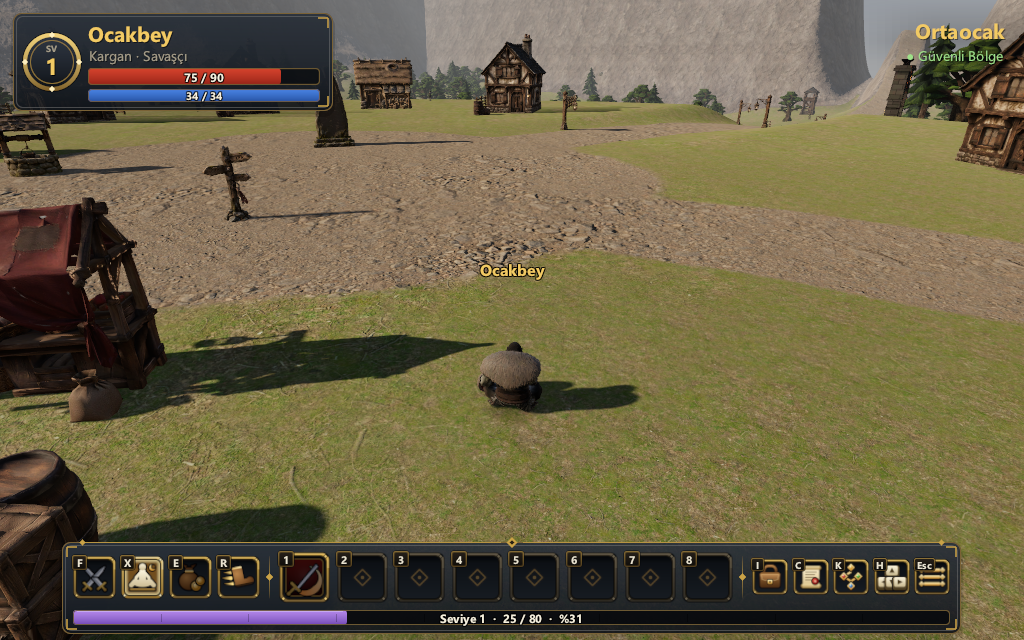 Ocakbey
SV
1
Kargan · Savaşçı
75 / 90
34 / 34
Ortaocak
Güvenli Bölge
Ocakbey
F X E R 1 2 3 4 5 6 7 8 I C K H Esc
Seviye 1 · 25 / 80 · %31